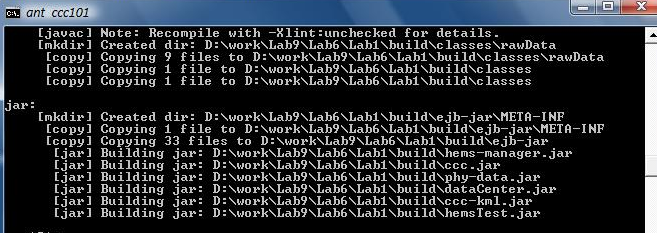 ant ccc101
[javac] Note: Recompile with -Xlint:unchecked for details.
[mkdir] Created dir: D:\work\Lab9\Lab6\Lab1\build\classes\rawData
[copy] Copying 9 files to D:\work\Lab9\Lab6\Lab1\build\classes\rawData
[copy] Copying 1 file to D:\work\Lab9\Lab6\Lab1\build\classes
[copy] Copying 1 file to D:\work\Lab9\Lab6\Lab1\build\classes
jar:
[mkdir] Created dir: D:\work\Lab9\Lab6\Lab1\build\ejb-jar\META-INF
[copy] Copying 1 file to D:\work\Lab9\Lab6\Lab1\build\ejb-jar\META-INF
[copy] Copying 33 files to D:\work\Lab9\Lab6\Lab1\build\ejb-jar
[jar] Building jar: D:\work\Lab9\Lab6\Lab1\build\hems-manager.jar
[jar] Building jar: D:\work\Lab9\Lab6\Lab1\build\ccc.jar
[jar] Building jar: D:\work\Lab9\Lab6\Lab1\build\phy-data.jar
[jar] Building jar: D:\work\Lab9\Lab6\Lab1\build\dataCenter.jar
[jar] Building jar: D:\work\Lab9\Lab6\Lab1\build\ccc-kml.jar
[jar] Building jar: D:\work\Lab9\Lab6\Lab1\build\hemsTest.jar